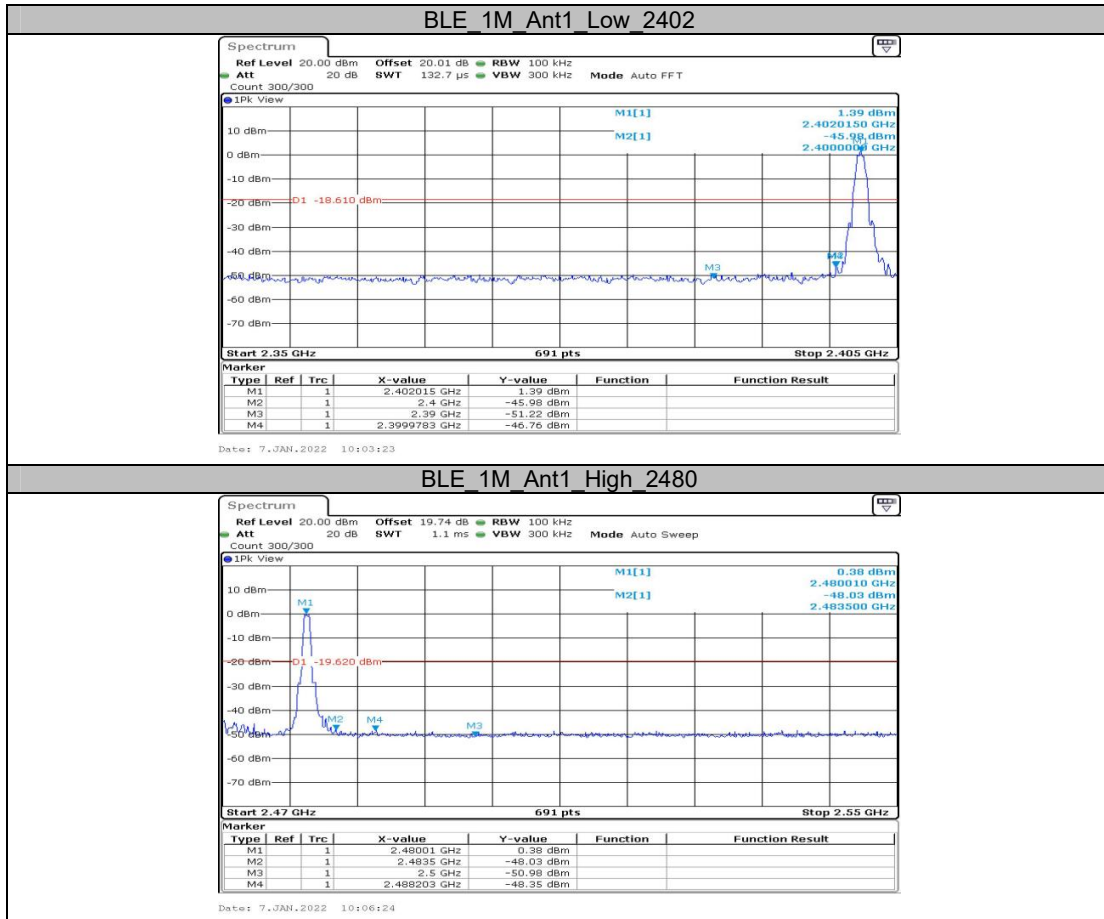 BLE_1M_Ant1_Low_2402
Spectrum
Ref Level 20.00 dBm Offset 20.01 dB RBW 100 kHz
Att 20 dB SWT 132.7 µs VBW 300 kHz Mode Auto FFT
Count 300/300
1Pk View
M1[1] 1.39 dBm
2.4020150 GHz
M2[1] -45.98 dBm
2.4000000 GHz
10 dBm
0 dBm
-10 dBm
-20 dBm D1 -18.610 dBm
-30 dBm
-40 dBm
M3
-50 dBm
-60 dBm
-70 dBm
Start 2.35 GHz 691 pts Stop 2.405 GHz
Marker
Type Ref Trc X-value Y-value Function Function Result
M1 1 2.402015 GHz 1.39 dBm
M2 1 2.4 GHz -45.98 dBm
M3 1 2.39 GHz -51.22 dBm
M4 1 2.3999783 GHz -46.76 dBm
Date: 7.JAN.2022 10:03:23
BLE_1M_Ant1_High_2480
Spectrum
Ref Level 20.00 dBm Offset 19.74 dB RBW 100 kHz
Att 20 dB SWT 1.1 ms VBW 300 kHz Mode Auto Sweep
Count 300/300
1Pk View
M1[1] 0.38 dBm
2.480010 GHz
M2[1] -48.03 dBm
2.483500 GHz
10 dBm
M1
0 dBm
-10 dBm
-20 dBm D1 -19.620 dBm
-30 dBm
-40 dBm
M2 M4 M3
-50 dBm
-60 dBm
-70 dBm
Start 2.47 GHz 691 pts Stop 2.55 GHz
Marker
Type Ref Trc X-value Y-value Function Function Result
M1 1 2.48001 GHz 0.38 dBm
M2 1 2.4835 GHz -48.03 dBm
M3 1 2.5 GHz -50.98 dBm
M4 1 2.488203 GHz -48.35 dBm
Date: 7.JAN.2022 10:06:24